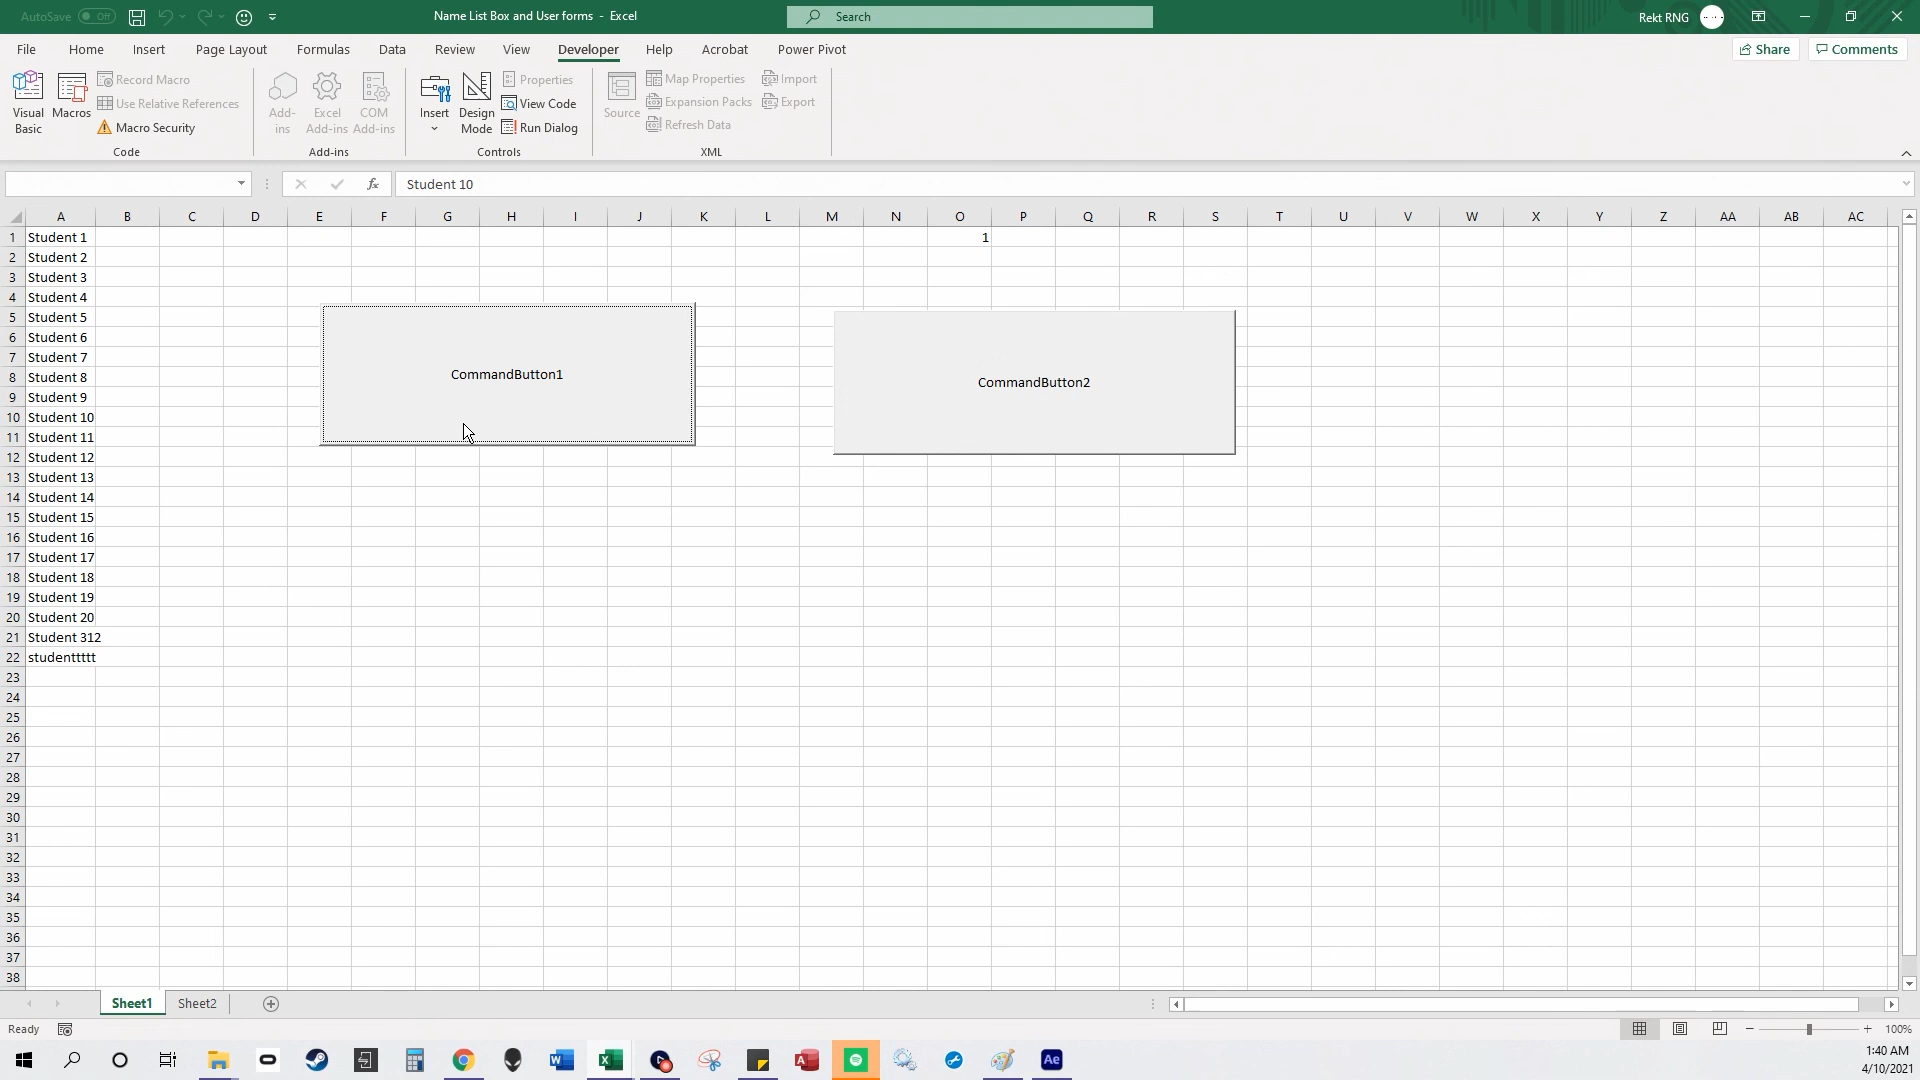 AutoSave Off Name List Box and User forms - Excel Search Rekt RNG
File Home Insert Page Layout Formulas Data Review View Developer Help Acrobat Power Pivot Share Comments
Visual Basic
Macros
Record Macro
Use Relative References
Macro Security
Code
Add-ins
Excel Add-ins
COM Add-ins
Add-ins
Insert
Design Mode
Properties
View Code
Run Dialog
Controls
Source
Map Properties
Expansion Packs
Refresh Data
Import
Export
XML
fx Student 10
A B C D E F G H I J K L M N O P Q R S T U V W X Y Z AA AB AC
1 Student 1 1
2 Student 2
3 Student 3
4 Student 4
5 Student 5
6 Student 6
7 Student 7
8 Student 8
9 Student 9
10 Student 10
11 Student 11
12 Student 12
13 Student 13
14 Student 14
15 Student 15
16 Student 16
17 Student 17
18 Student 18
19 Student 19
20 Student 20
21 Student 312
22 studenttttt
23
24
25
26
27
28
29
30
31
32
33
34
35
36
37
38
CommandButton1
CommandButton2
Sheet1 Sheet2
Ready 100%
Ae
1:40 AM
4/10/2021